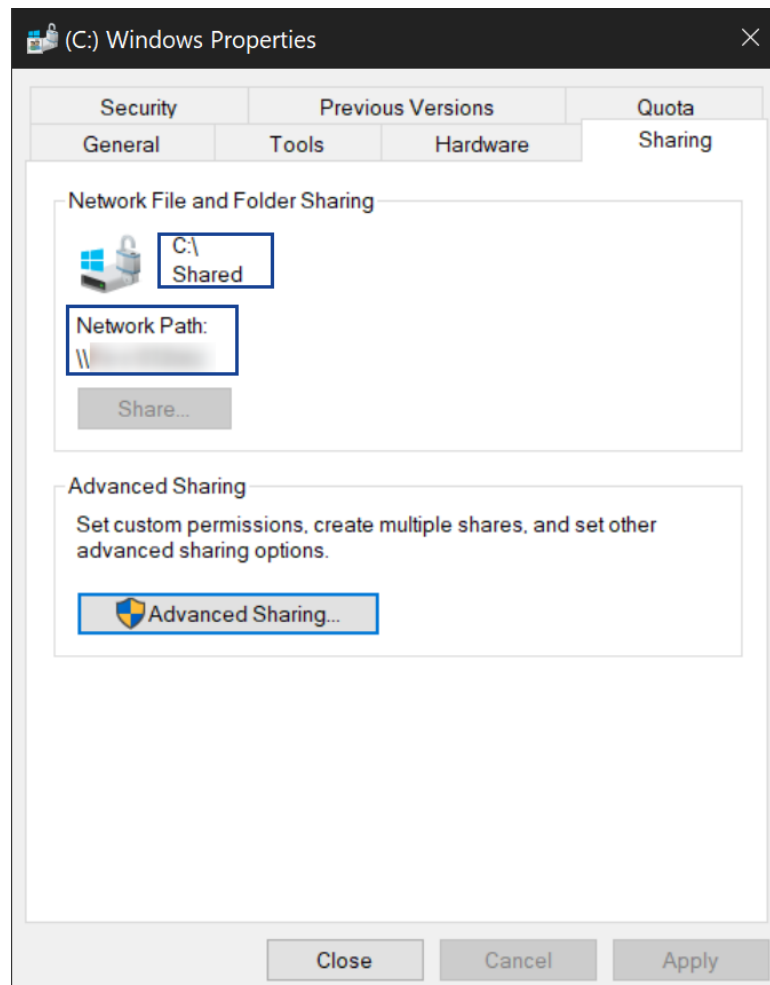 (C:) Windows Properties
Security Previous Versions Quota
General Tools Hardware Sharing
Network File and Folder Sharing
C:\
Shared
Network Path:
\\
Share...
Advanced Sharing
Set custom permissions, create multiple shares, and set other
advanced sharing options.
Advanced Sharing...
Close Cancel Apply